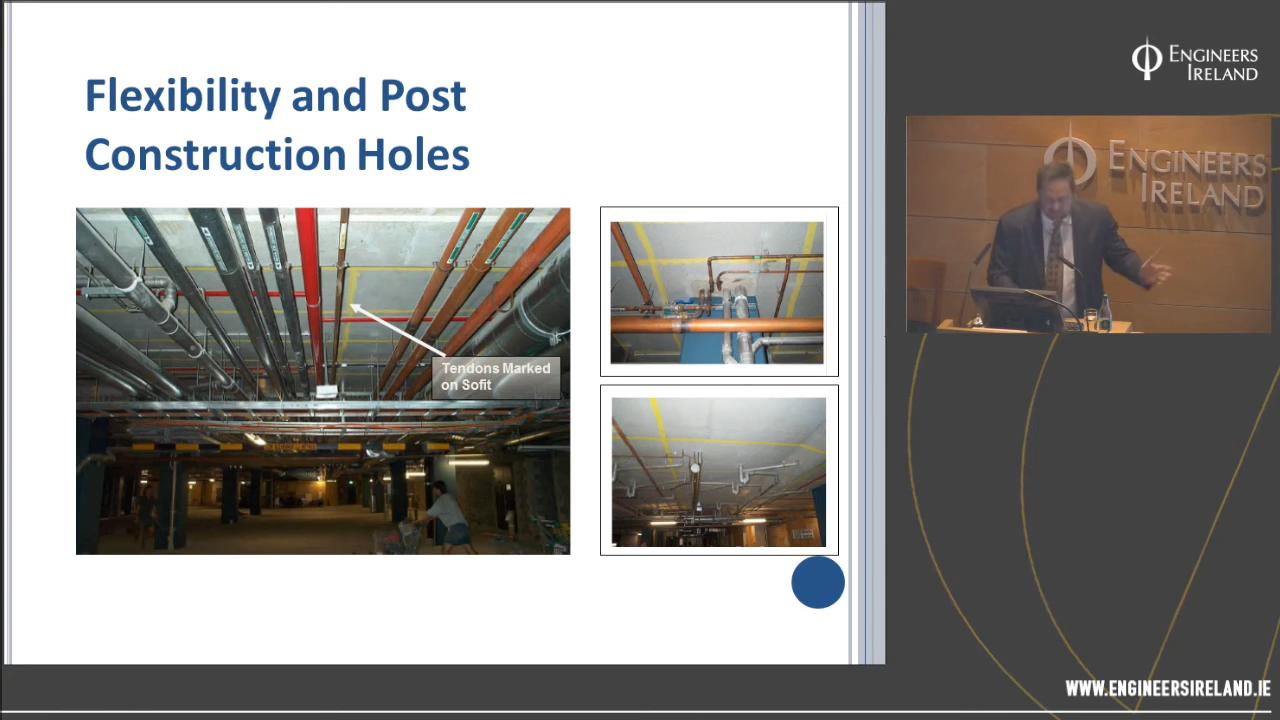 Flexibility and Post
Construction Holes
Tendons Marked
on Sofit
ENGINEERS
IRELAND
ENGINEERS
IRELAND
WWW.ENGINEERSIRELAND.IE